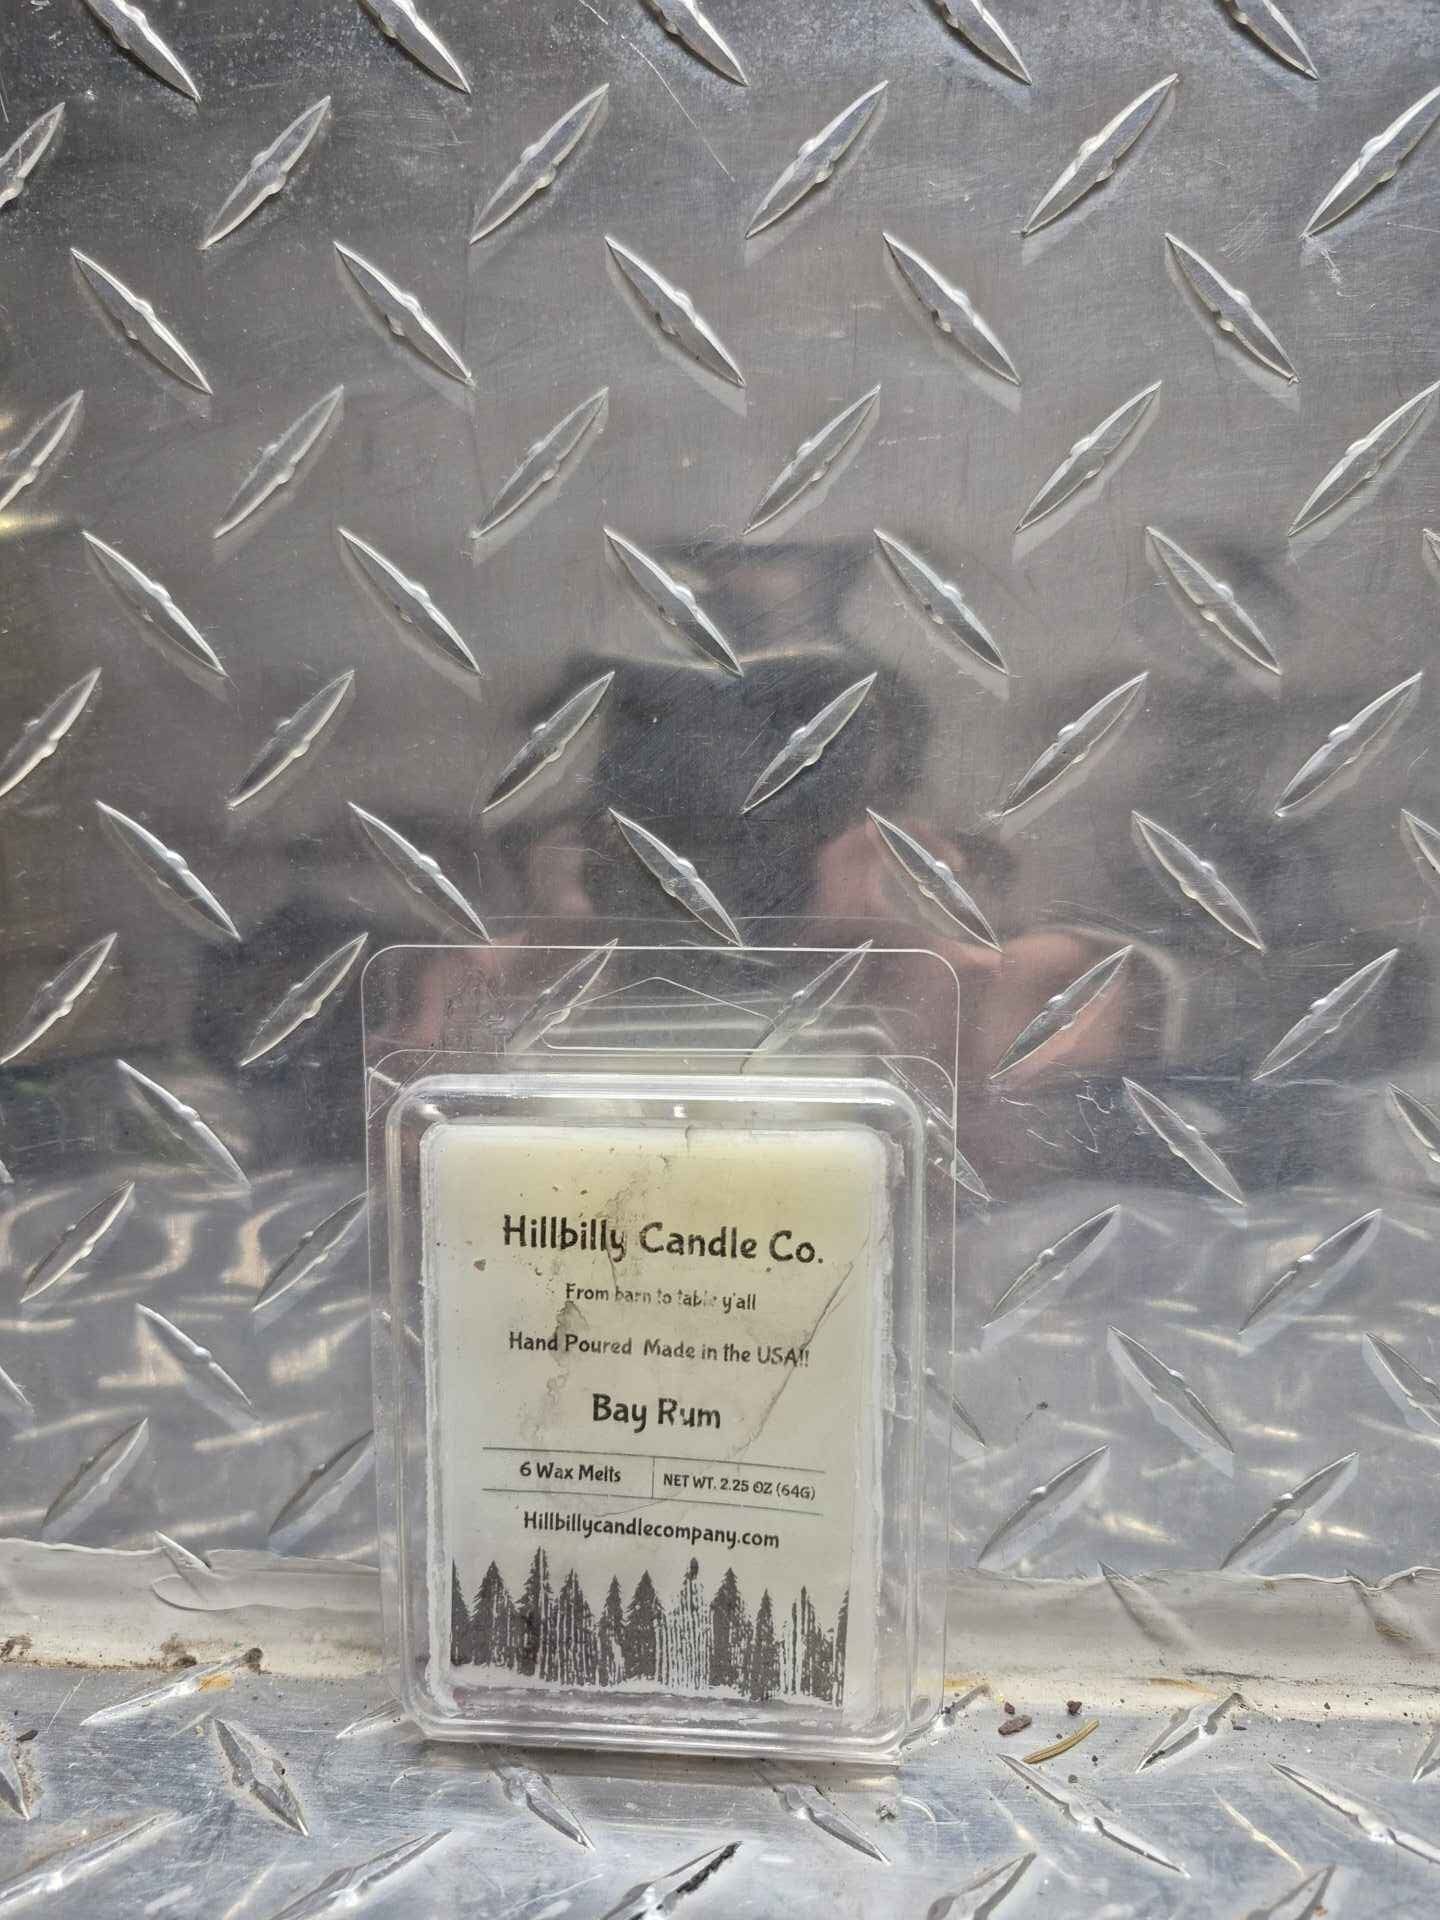 Hillbilly Candle Co.
From barn to table y'all
Hand Poured Made in the USA!!
Bay Rum
6 Wax Melts
NET WT. 2.25 OZ (64G)
Hillbillycandlecompany.com